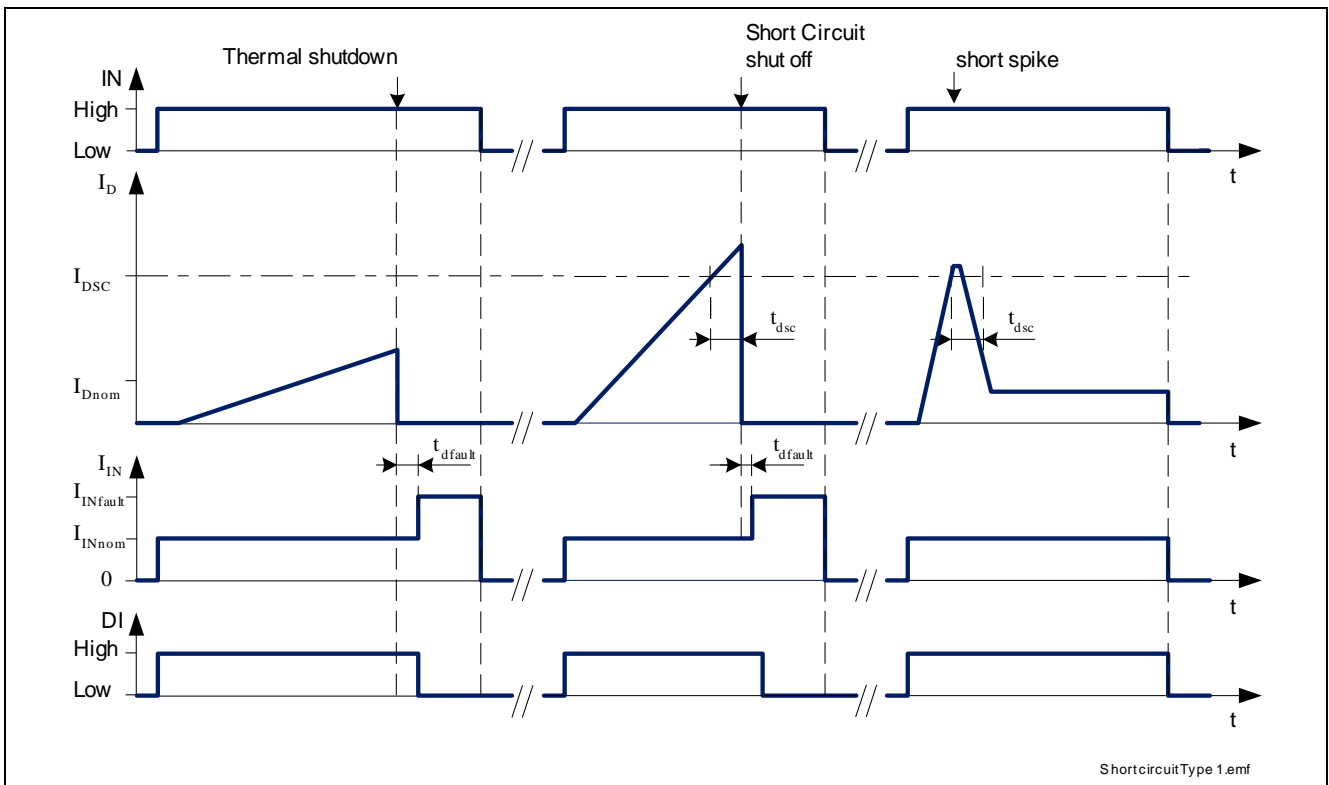 Short Circuit
Thermal shutdown
shut off
short spike
IN
High
Low
t
I_D
I_DSC
t_dsc
t_dsc
I_Dnom
t
t_dfault
t_dfault
I_IN
I_INfault
I_INnom
0
t
DI
High
Low
t
ShortcircuitType 1.emf